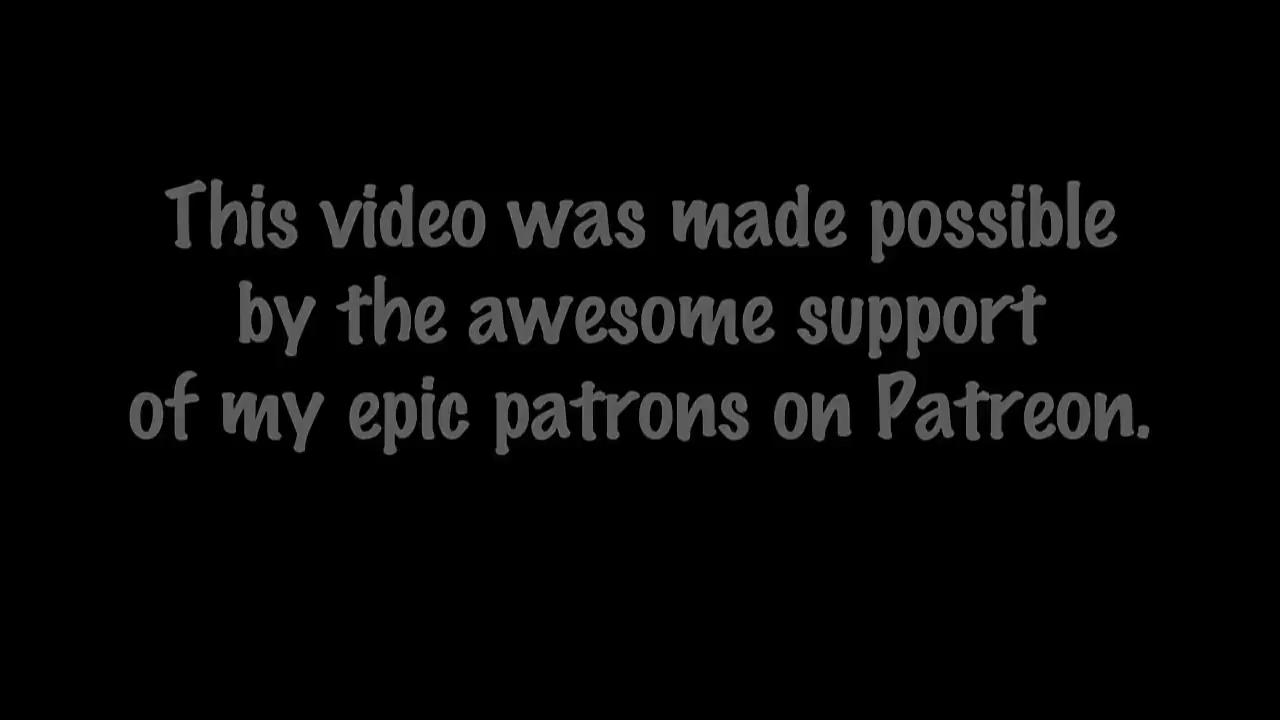 This video was made possible
by the awesome support
of my epic patrons on Patreon.